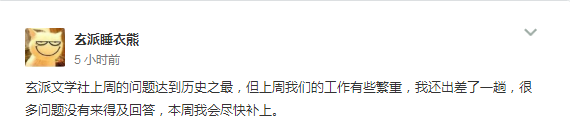 玄派睡衣熊
5 小时前
玄派文学社上周的问题达到历史之最，但上周我们的工作有些繁重，我还出差了一趟，很
多问题没有来得及回答，本周我会尽快补上。